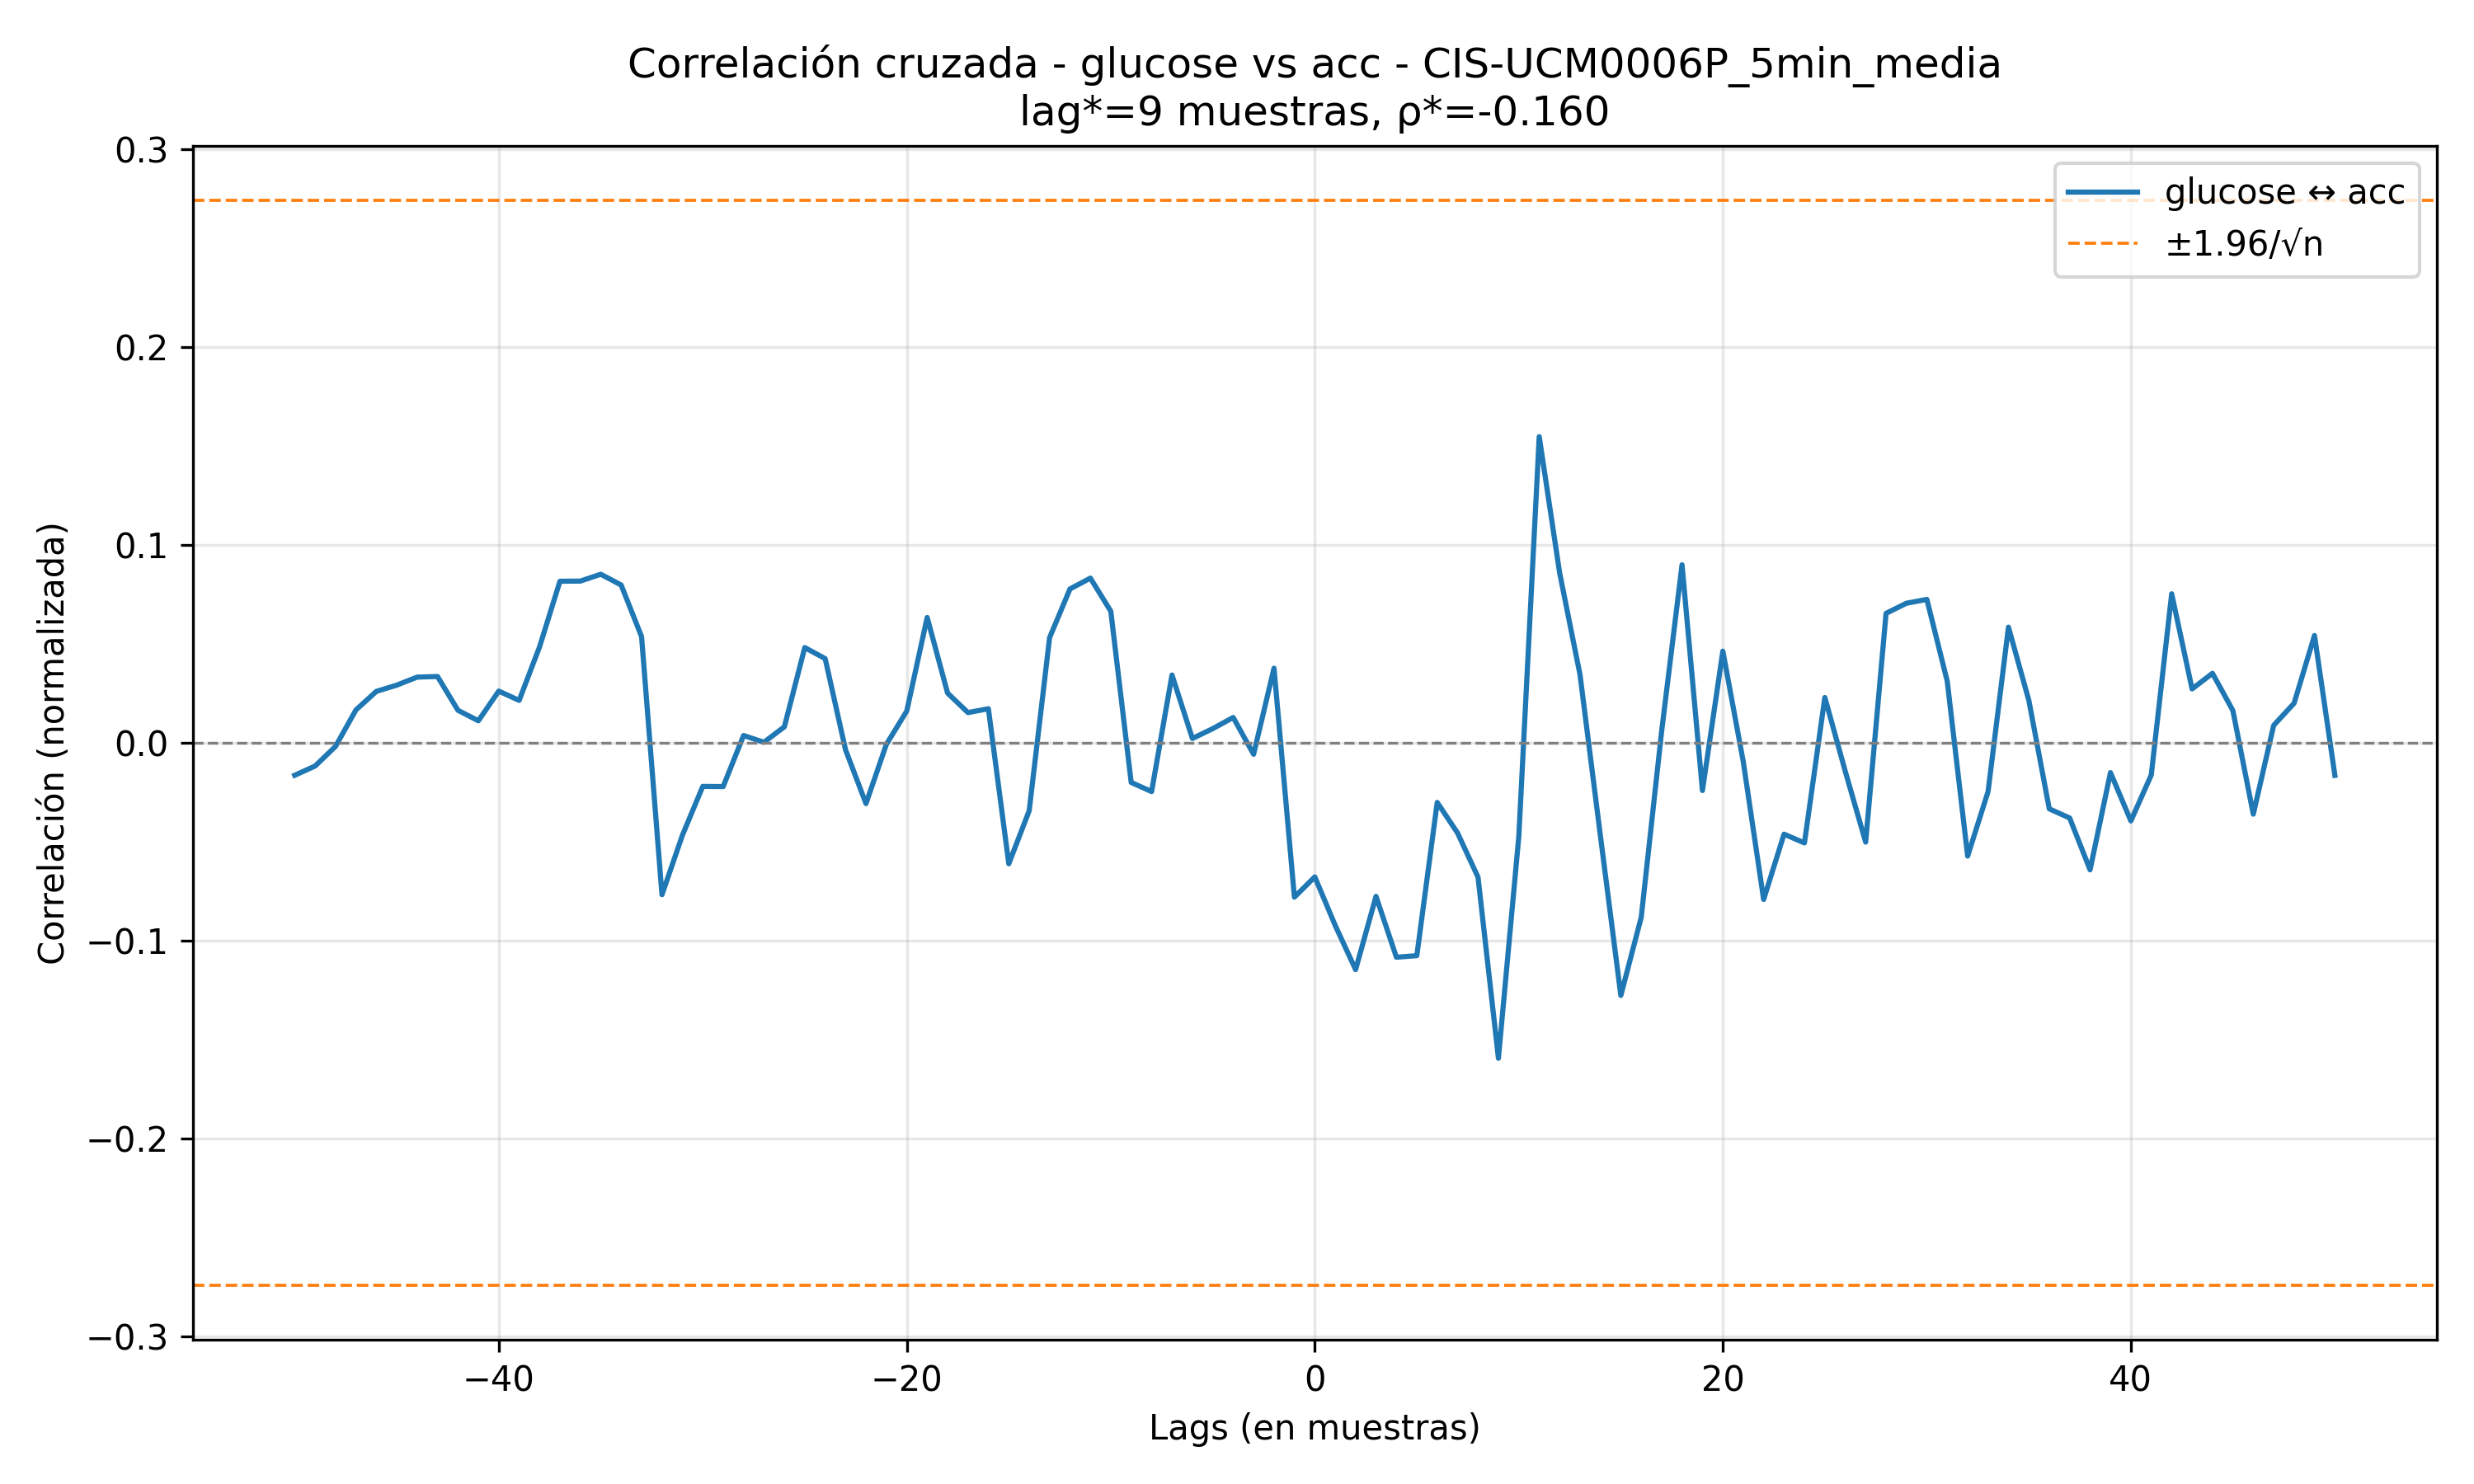 Correlación cruzada - glucose vs acc - CIS-UCM0006P_5min_media
lag*=9 muestras, ρ*=-0.160
glucose ↔ acc
±1.96/√n
Correlación (normalizada)
0.3
0.2
0.1
0.0
−0.1
−0.2
−0.3
−40
−20
0
20
40
Lags (en muestras)